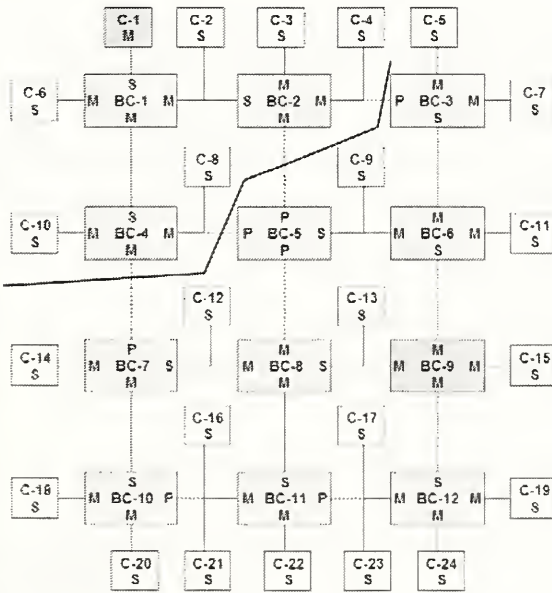 C-1 C-2 C-3 C-4 C-5
M S S S S
C-6 S M M C-7
S M BC-1 M S BC-2 M P BC-3 M S
M M S
C-8 C-9
S S
C-10 S P M C-11
S M BC-4 M P BC-5 S M BC-6 M S
M P S
C-12 C-13
S S
C-14 P M M C-15
S M BC-7 S M BC-8 S M BC-9 M S
M M M
C-16 C-17
S S
C-18 S S S C-19
S M BC-10 P M BC-11 P M BC-12 M S
M M M
C-20 C-21 C-22 C-23 C-24
S S S S S